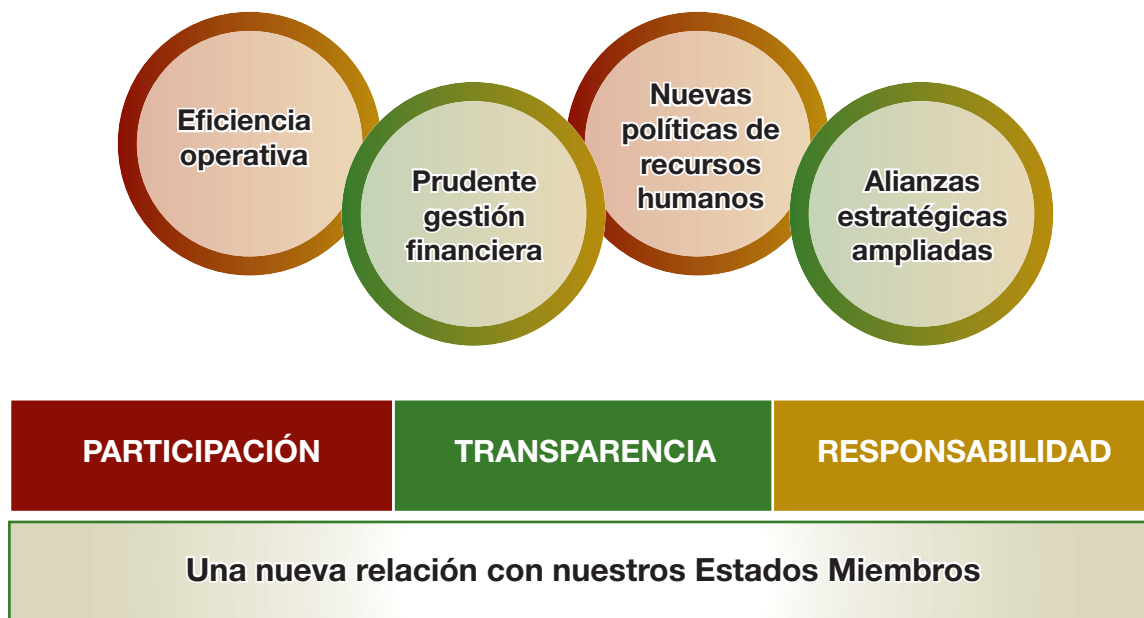 Eficiencia
operativa
Prudente
gestión
financiera
Nuevas
políticas de
recursos
humanos
Alianzas
estratégicas
ampliadas
PARTICIPACIÓN
TRANSPARENCIA
RESPONSABILIDAD
Una nueva relación con nuestros Estados Miembros